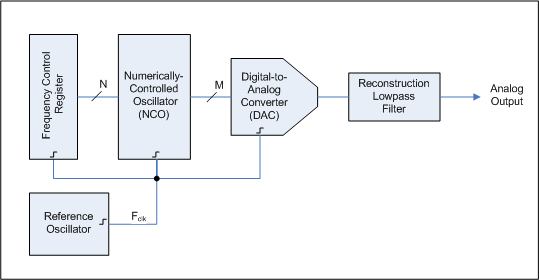 Frequency Control
Register
N
Numerically-
Controlled
Oscillator
(NCO)
M
Digital-to-
Analog
Converter
(DAC)
Reconstruction
Lowpass
Filter
Analog
Output
Reference
Oscillator
Fclk